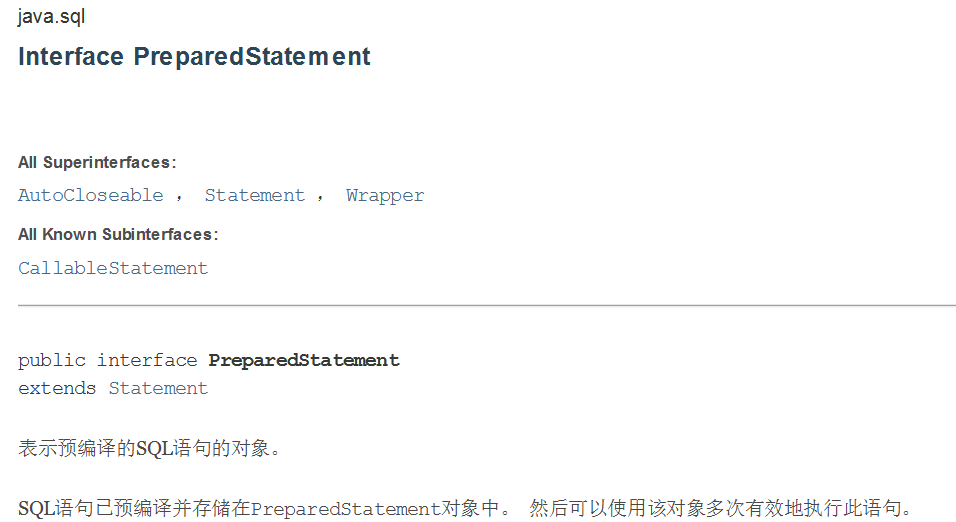 java.sql
Interface PreparedStatement
All Superinterfaces:
AutoCloseable ， Statement ， Wrapper
All Known Subinterfaces:
CallableStatement
public interface PreparedStatement
extends Statement
表示预编译的SQL语句的对象。
SQL语句已预编译并存储在PreparedStatement对象中。 然后可以使用该对象多次有效地执行此语句。